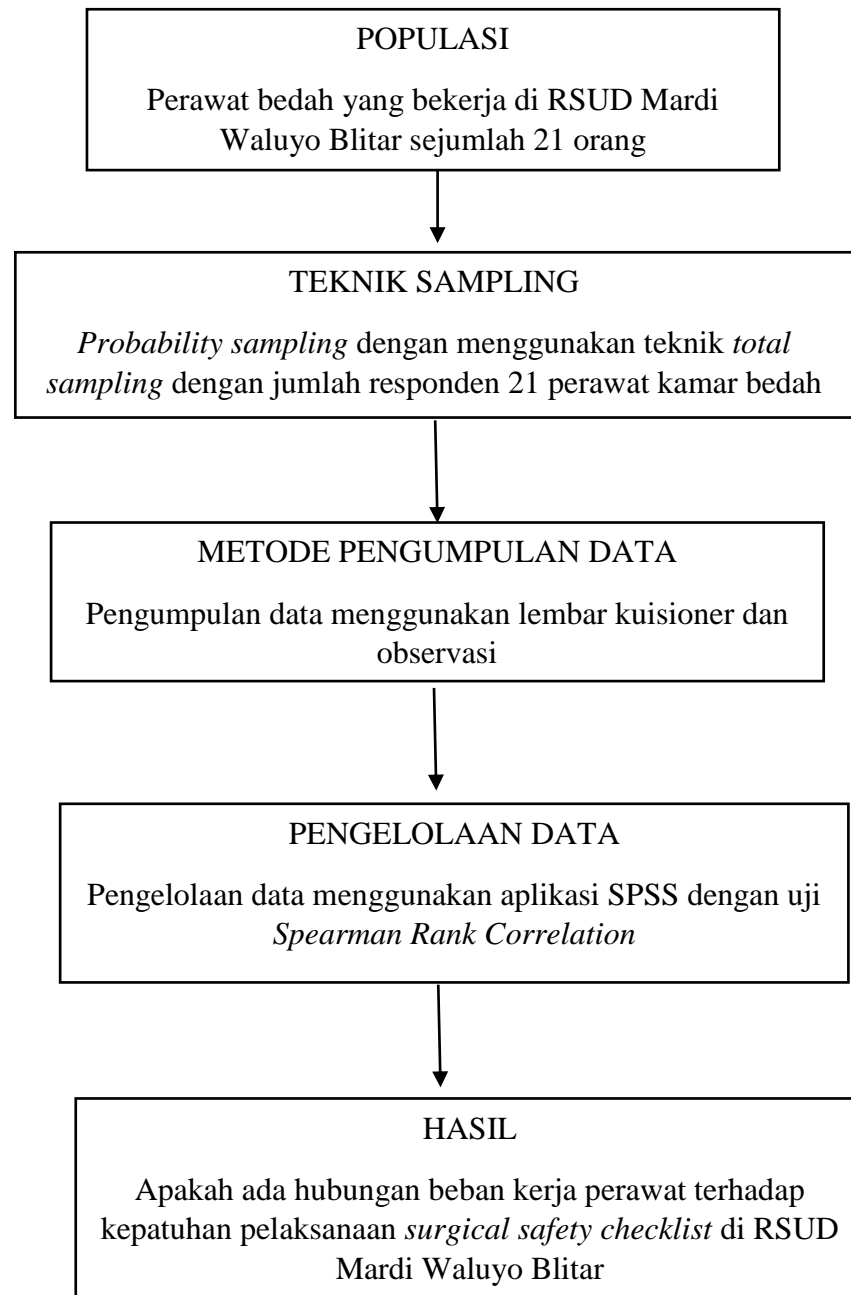 POPULASI
Perawat bedah yang bekerja di RSUD Mardi
Waluyo Blitar sejumlah 21 orang
TEKNIK SAMPLING
Probability sampling dengan menggunakan teknik total
sampling dengan jumlah responden 21 perawat kamar bedah
METODE PENGUMPULAN DATA
Pengumpulan data menggunakan lembar kuisioner dan
observasi
PENGELOLAAN DATA
Pengelolaan data menggunakan aplikasi SPSS dengan uji
Spearman Rank Correlation
HASIL
Apakah ada hubungan beban kerja perawat terhadap
kepatuhan pelaksanaan surgical safety checklist di RSUD
Mardi Waluyo Blitar